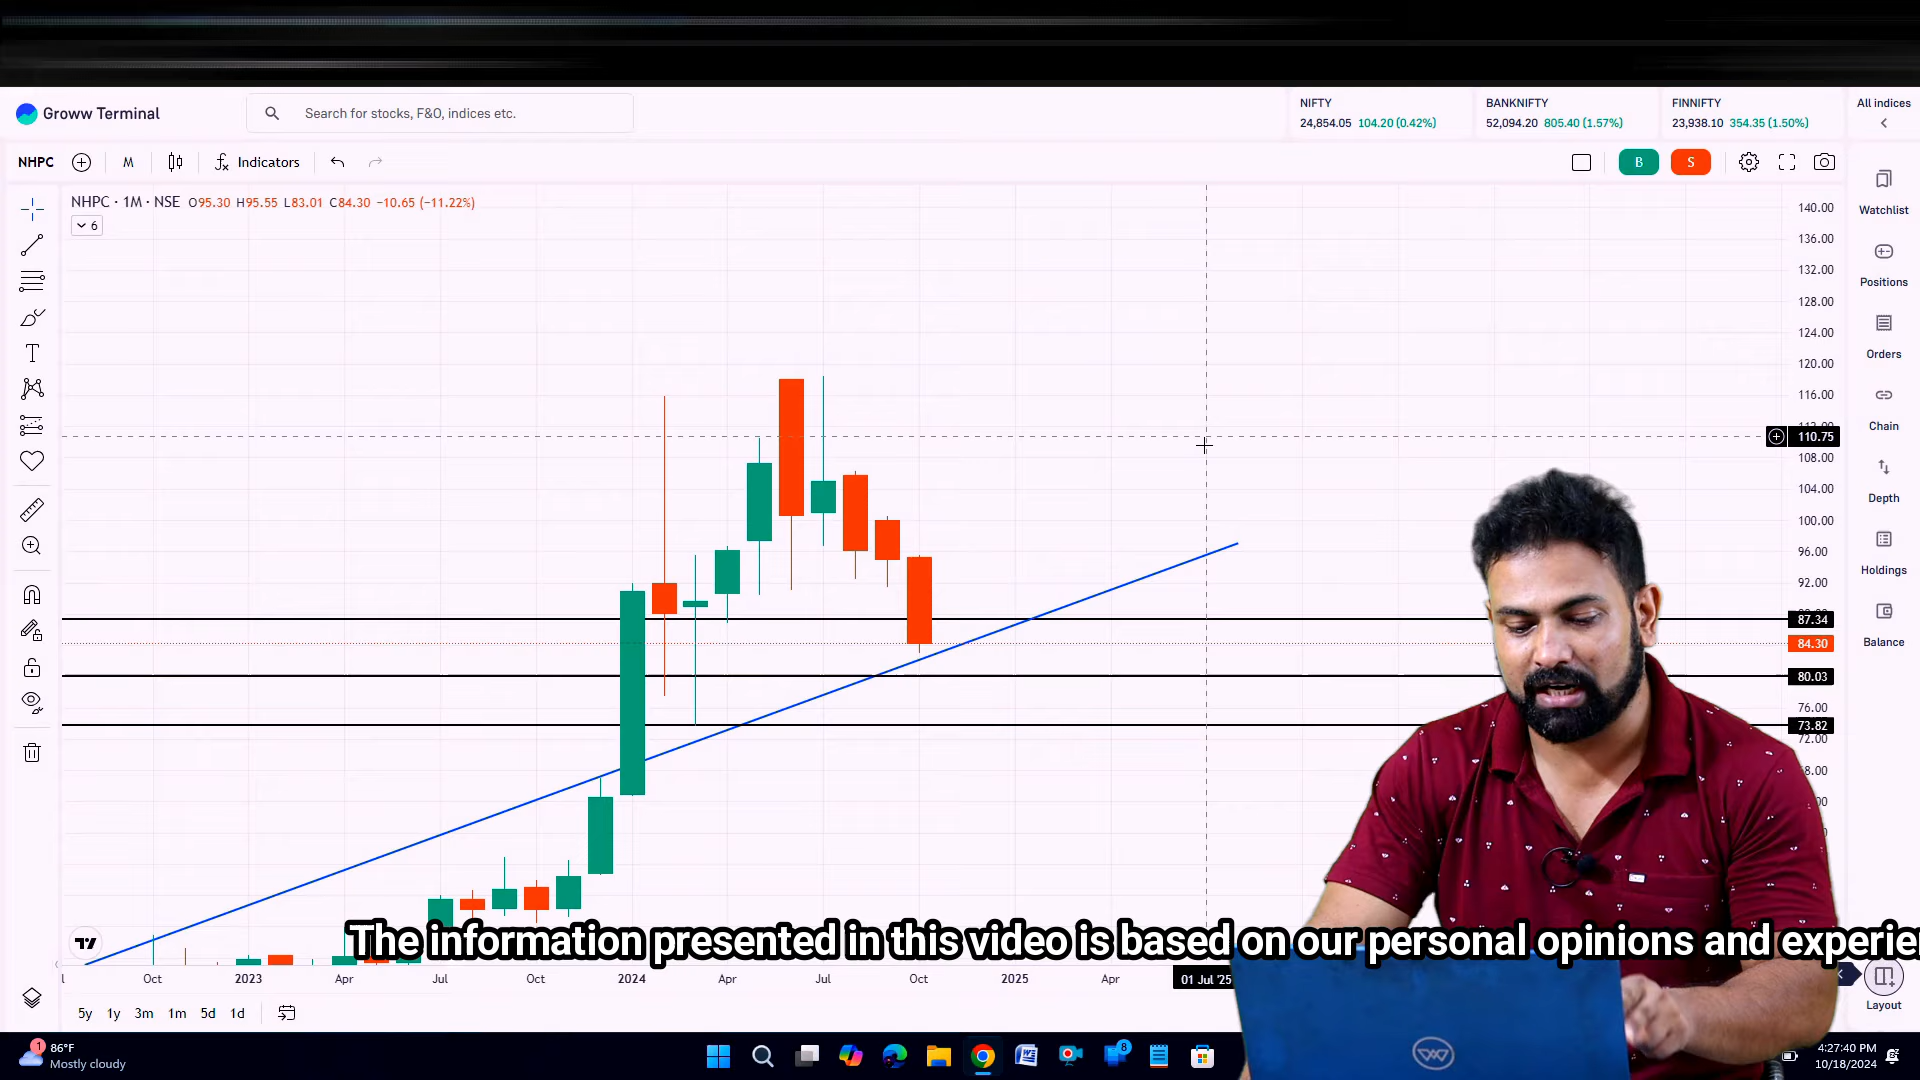 Groww Terminal
Search for stocks, F&O, indices etc.
NIFTY
24,854.05 104.20 (0.42%)
BANKNIFTY
52,094.20 805.40 (1.57%)
FINNIFTY
23,938.10 354.35 (1.50%)
All indices
NHPC
M
Indicators
B
S
NHPC · 1M · NSE O95.30 H95.55 L83.01 C84.30 −10.65 (−11.22%)
6
140.00
136.00
132.00
128.00
124.00
120.00
116.00
110.75
108.00
104.00
100.00
96.00
92.00
87.34
84.30
80.03
76.00
73.82
72.00
Watchlist
Positions
Orders
Chain
Depth
Holdings
Balance
Layout
The information presented in this video is based on our personal opinions and experie
Oct
2023
Apr
Jul
Oct
2024
Apr
Jul
Oct
2025
Apr
01 Jul '25
5y 1y 3m 1m 5d 1d
1
86°F
Mostly cloudy
8
4:27:40 PM
10/18/2024